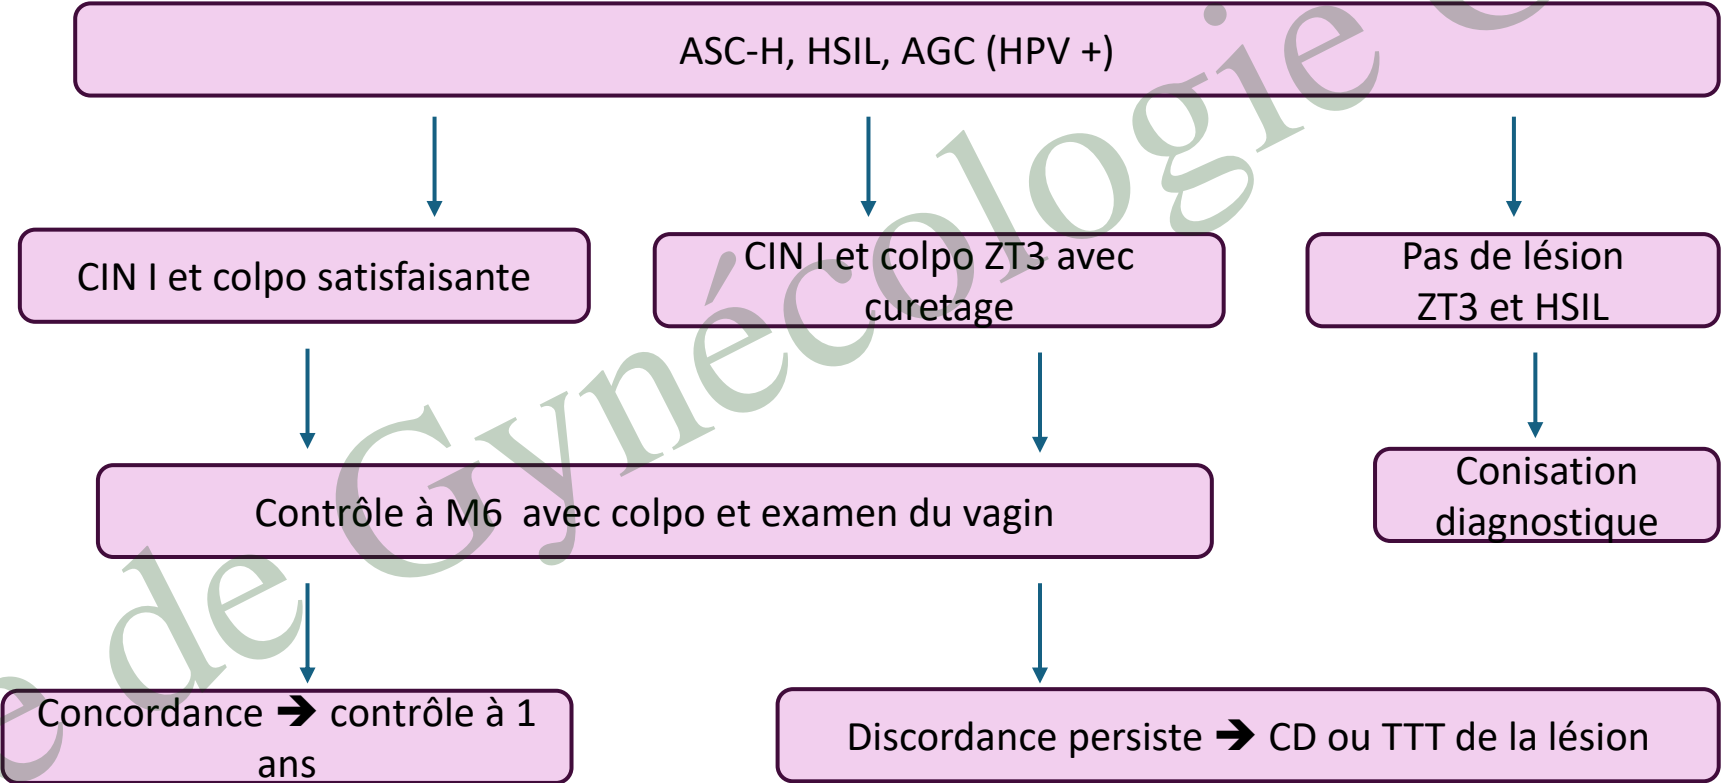 ASC-H, HSIL, AGC (HPV +)
CIN I et colpo satisfaisante
CIN I et colpo ZT3 avec
curetage
Pas de lésion
ZT3 et HSIL
Contrôle à M6 avec colpo et examen du vagin
Conisation
diagnostique
Concordance ➔ contrôle à 1
ans
Discordance persiste ➔ CD ou TTT de la lésion
de Gynécologie